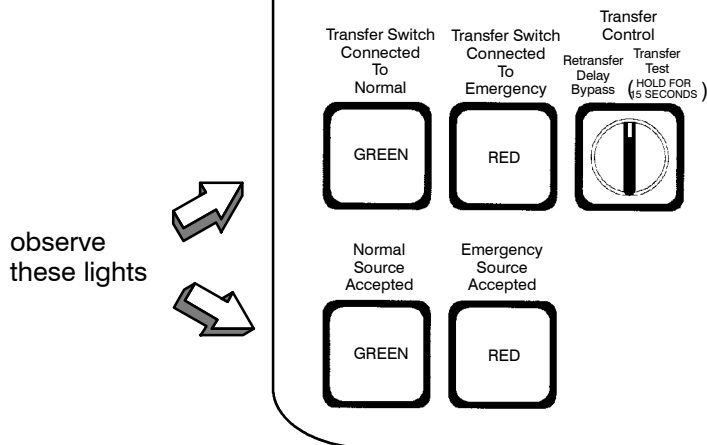 Transfer Switch
Connected
To
Normal
Transfer Switch
Connected
To
Emergency
Transfer
Control
Retransfer
Delay
Bypass
Transfer
Test
(HOLD FOR
15 SECONDS)
GREEN
RED
observe
these lights
Normal
Source
Accepted
Emergency
Source
Accepted
GREEN
RED